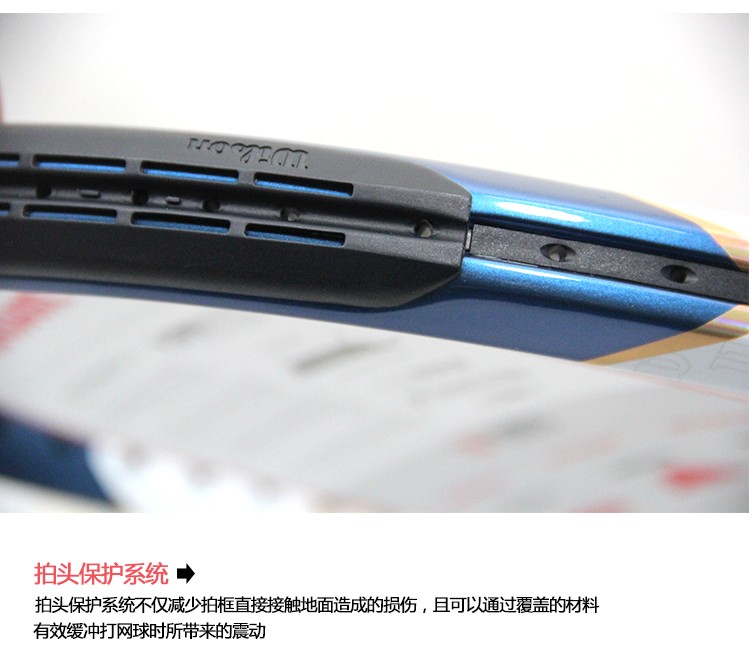 Wilson
拍头保护系统
拍头保护系统不仅减少拍框直接接触地面造成的损伤，且可以通过覆盖的材料
有效缓冲打网球时所带来的震动